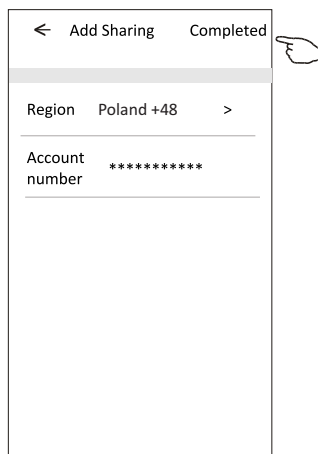 ← Add Sharing Completed
Region Poland +48 >
Account
number ***********